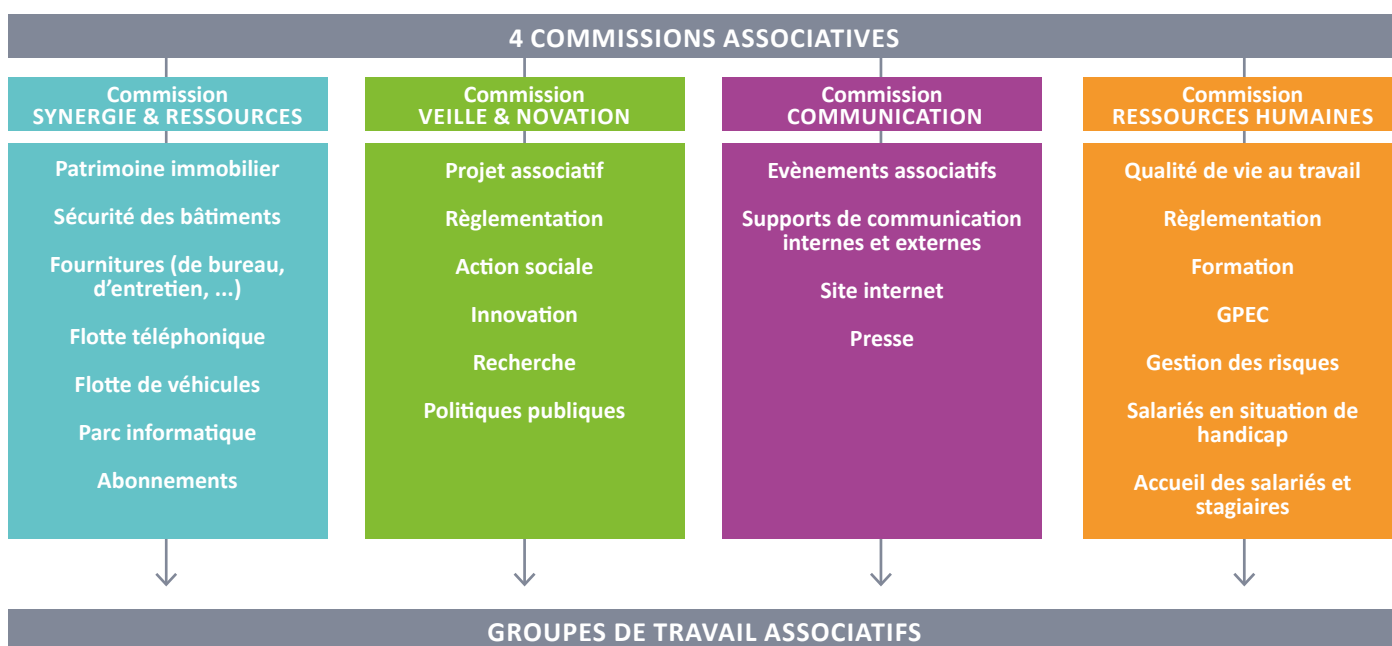 4 COMMISSIONS ASSOCIATIVES
Commission
SYNERGIE & RESSOURCES
Patrimoine immobilier
Sécurité des bâtiments
Fournitures (de bureau,
d'entretien, ...)
Flotte téléphonique
Flotte de véhicules
Parc informatique
Abonnements
Commission
VEILLE & NOVATION
Projet associatif
Règlementation
Action sociale
Innovation
Recherche
Politiques publiques
Commission
COMMUNICATION
Evènements associatifs
Supports de communication
internes et externes
Site internet
Presse
Commission
RESSOURCES HUMAINES
Qualité de vie au travail
Règlementation
Formation
GPEC
Gestion des risques
Salariés en situation de
handicap
Accueil des salariés et
stagiaires
GROUPES DE TRAVAIL ASSOCIATIFS